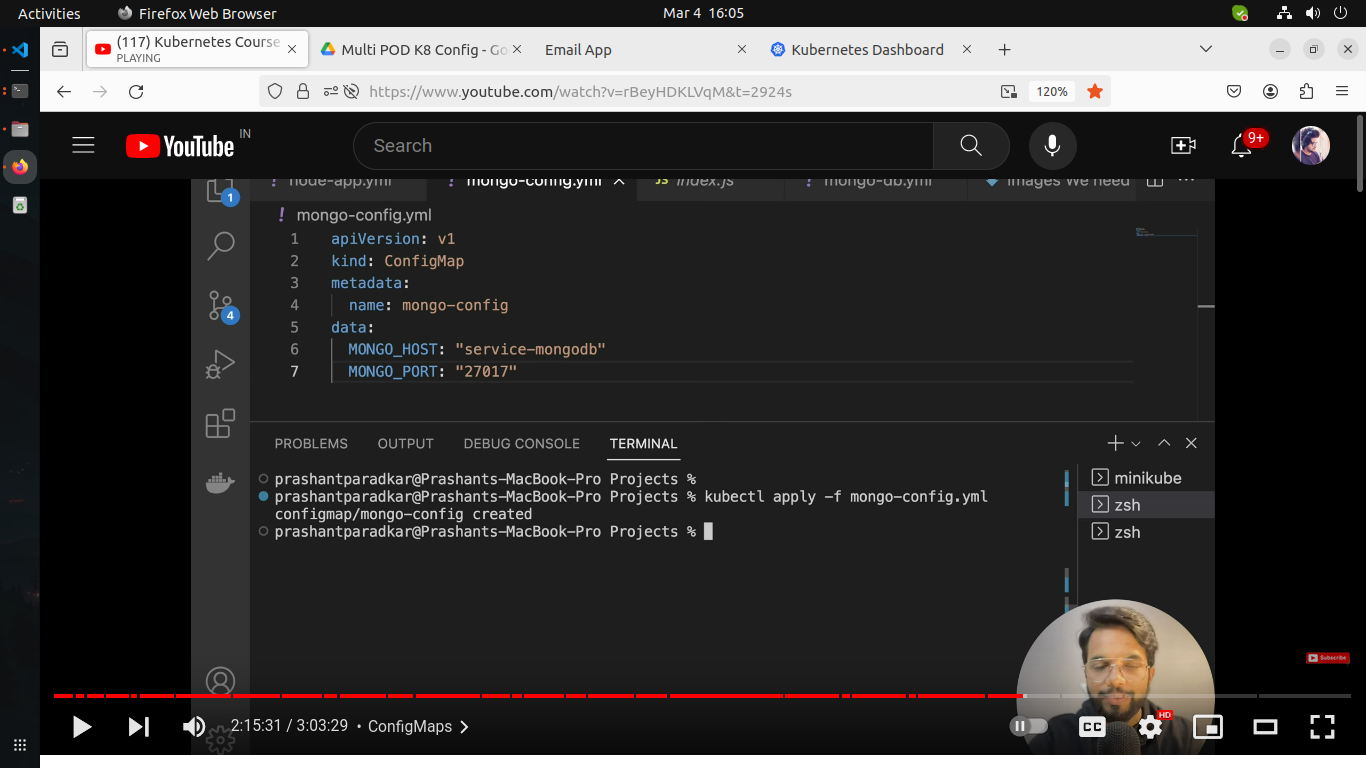 Activities
Firefox Web Browser
Mar 4 16:05
(117) Kubernetes Course
PLAYING
Multi POD K8 Config - Go
Email App
Kubernetes Dashboard
https://www.youtube.com/watch?v=rBeyHDKLVqM&t=2924s
120%
YouTube
IN
Search
9+
node-app.yml
mongo-config.yml
JS index.js
mongo-db.yml
Images We need
1
! mongo-config.yml
1 apiVersion: v1
2 kind: ConfigMap
3 metadata:
4 name: mongo-config
5 data:
6 MONGO_HOST: "service-mongodb"
7 MONGO_PORT: "27017"
4
PROBLEMS
OUTPUT
DEBUG CONSOLE
TERMINAL
prashantparadkar@Prashants-MacBook-Pro Projects %
prashantparadkar@Prashants-MacBook-Pro Projects % kubectl apply -f mongo-config.yml
configmap/mongo-config created
prashantparadkar@Prashants-MacBook-Pro Projects %
minikube
zsh
zsh
Subscribe
2:15:31 / 3:03:29 • ConfigMaps
CC
HD